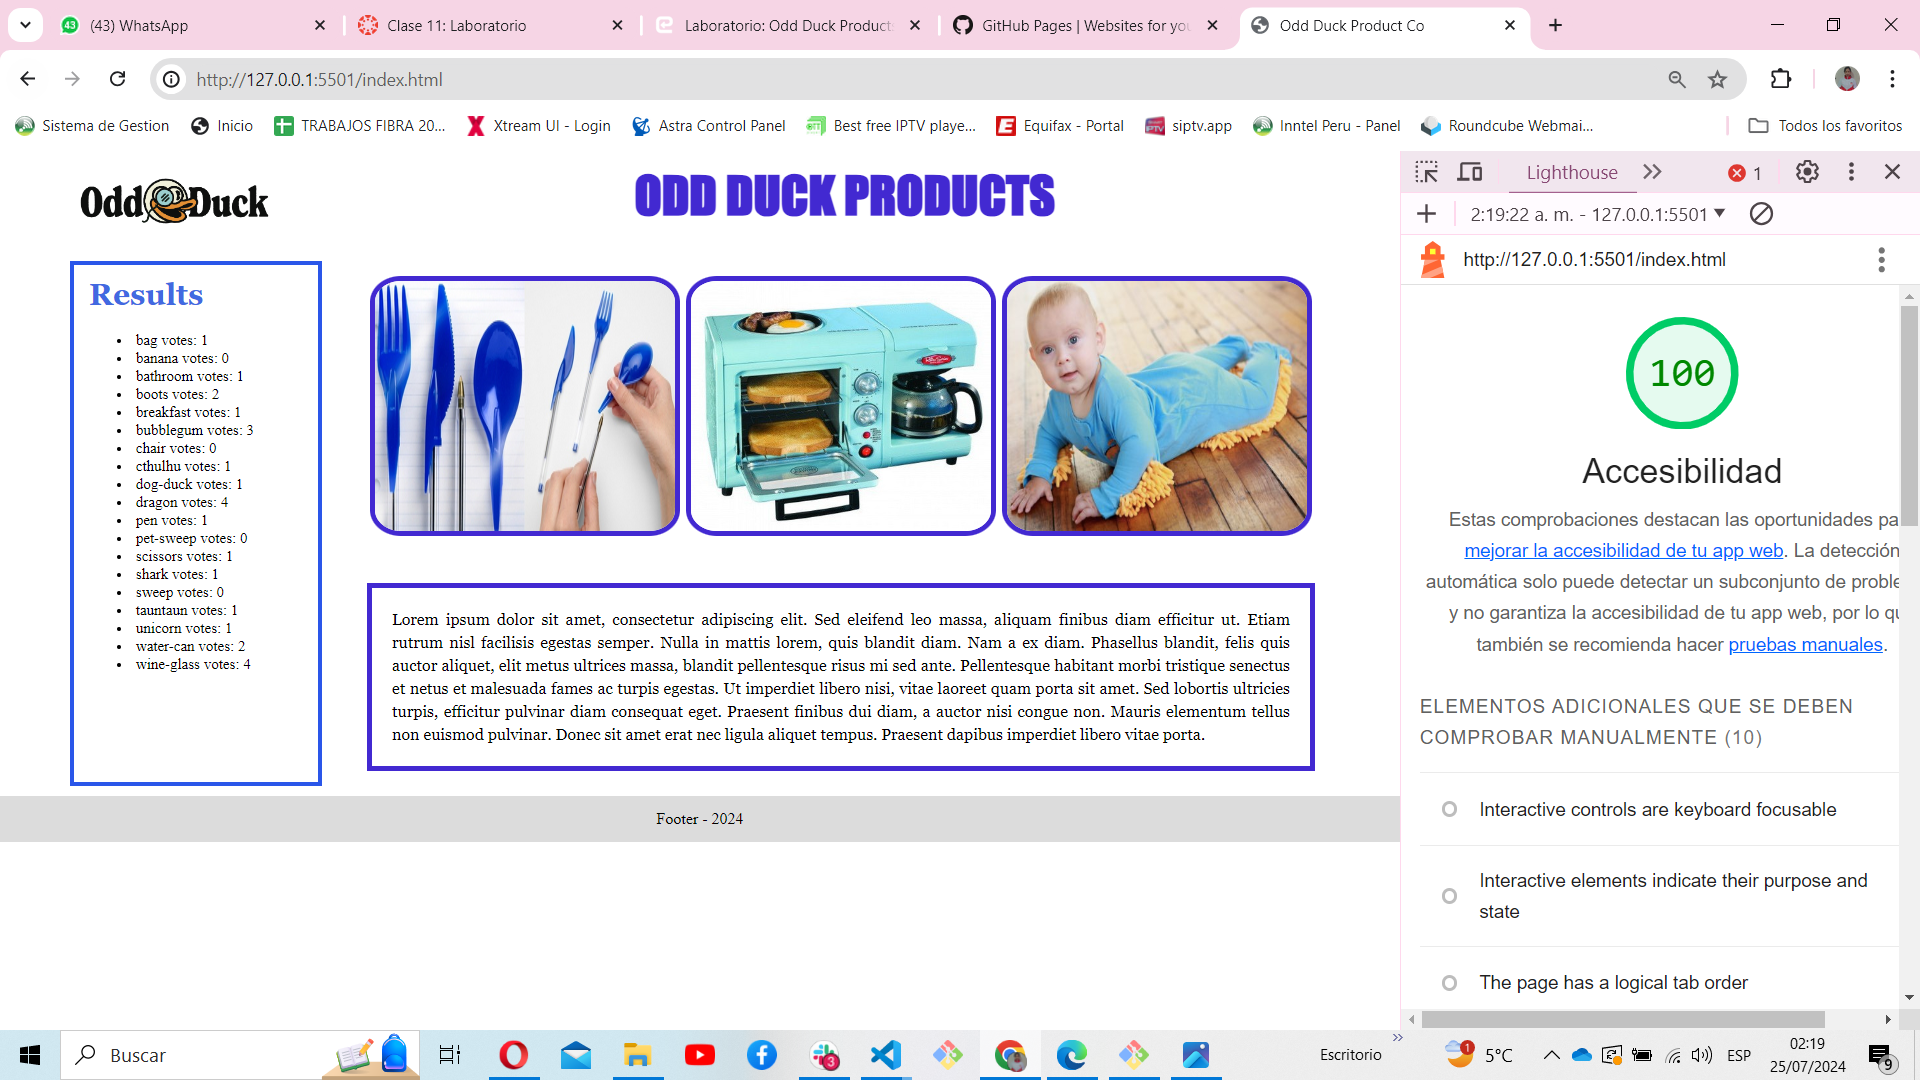 (43) WhatsApp
Clase 11: Laboratorio
Laboratorio: Odd Duck Product
GitHub Pages | Websites for you
Odd Duck Product Co
http://127.0.0.1:5501/index.html
Sistema de Gestion
Inicio
TRABAJOS FIBRA 20...
Xtream UI - Login
Astra Control Panel
Best free IPTV playe...
Equifax - Portal
siptv.app
Inntel Peru - Panel
Roundcube Webmai...
Todos los favoritos
Odd Duck
ODD DUCK PRODUCTS
Results
bag votes: 1
banana votes: 0
bathroom votes: 1
boots votes: 2
breakfast votes: 1
bubblegum votes: 3
chair votes: 0
cthulhu votes: 1
dog-duck votes: 1
dragon votes: 4
pen votes: 1
pet-sweep votes: 0
scissors votes: 1
shark votes: 1
sweep votes: 0
tauntaun votes: 1
unicorn votes: 1
water-can votes: 2
wine-glass votes: 4
Lorem ipsum dolor sit amet, consectetur adipiscing elit. Sed eleifend leo massa, aliquam finibus diam efficitur ut. Etiam
rutrum nisl facilisis egestas semper. Nulla in mattis lorem, quis blandit diam. Nam a ex diam. Phasellus blandit, felis quis
auctor aliquet, elit metus ultrices massa, blandit pellentesque risus mi sed ante. Pellentesque habitant morbi tristique senectus
et netus et malesuada fames ac turpis egestas. Ut imperdiet libero nisi, vitae laoreet quam porta sit amet. Sed lobortis ultricies
turpis, efficitur pulvinar diam consequat eget. Praesent finibus dui diam, a auctor nisi congue non. Mauris elementum tellus
non euismod pulvinar. Donec sit amet erat nec ligula aliquet tempus. Praesent dapibus imperdiet libero vitae porta.
Footer - 2024
Lighthouse
1
2:19:22 a. m. - 127.0.0.1:5501
http://127.0.0.1:5501/index.html
100
Accesibilidad
Estas comprobaciones destacan las oportunidades pa
mejorar la accesibilidad de tu app web. La detección
automática solo puede detectar un subconjunto de proble
y no garantiza la accesibilidad de tu app web, por lo qu
también se recomienda hacer pruebas manuales.
ELEMENTOS ADICIONALES QUE SE DEBEN
COMPROBAR MANUALMENTE (10)
Interactive controls are keyboard focusable
Interactive elements indicate their purpose and
state
The page has a logical tab order
Buscar
3
Escritorio
1
5°C
ESP
02:19
25/07/2024
9